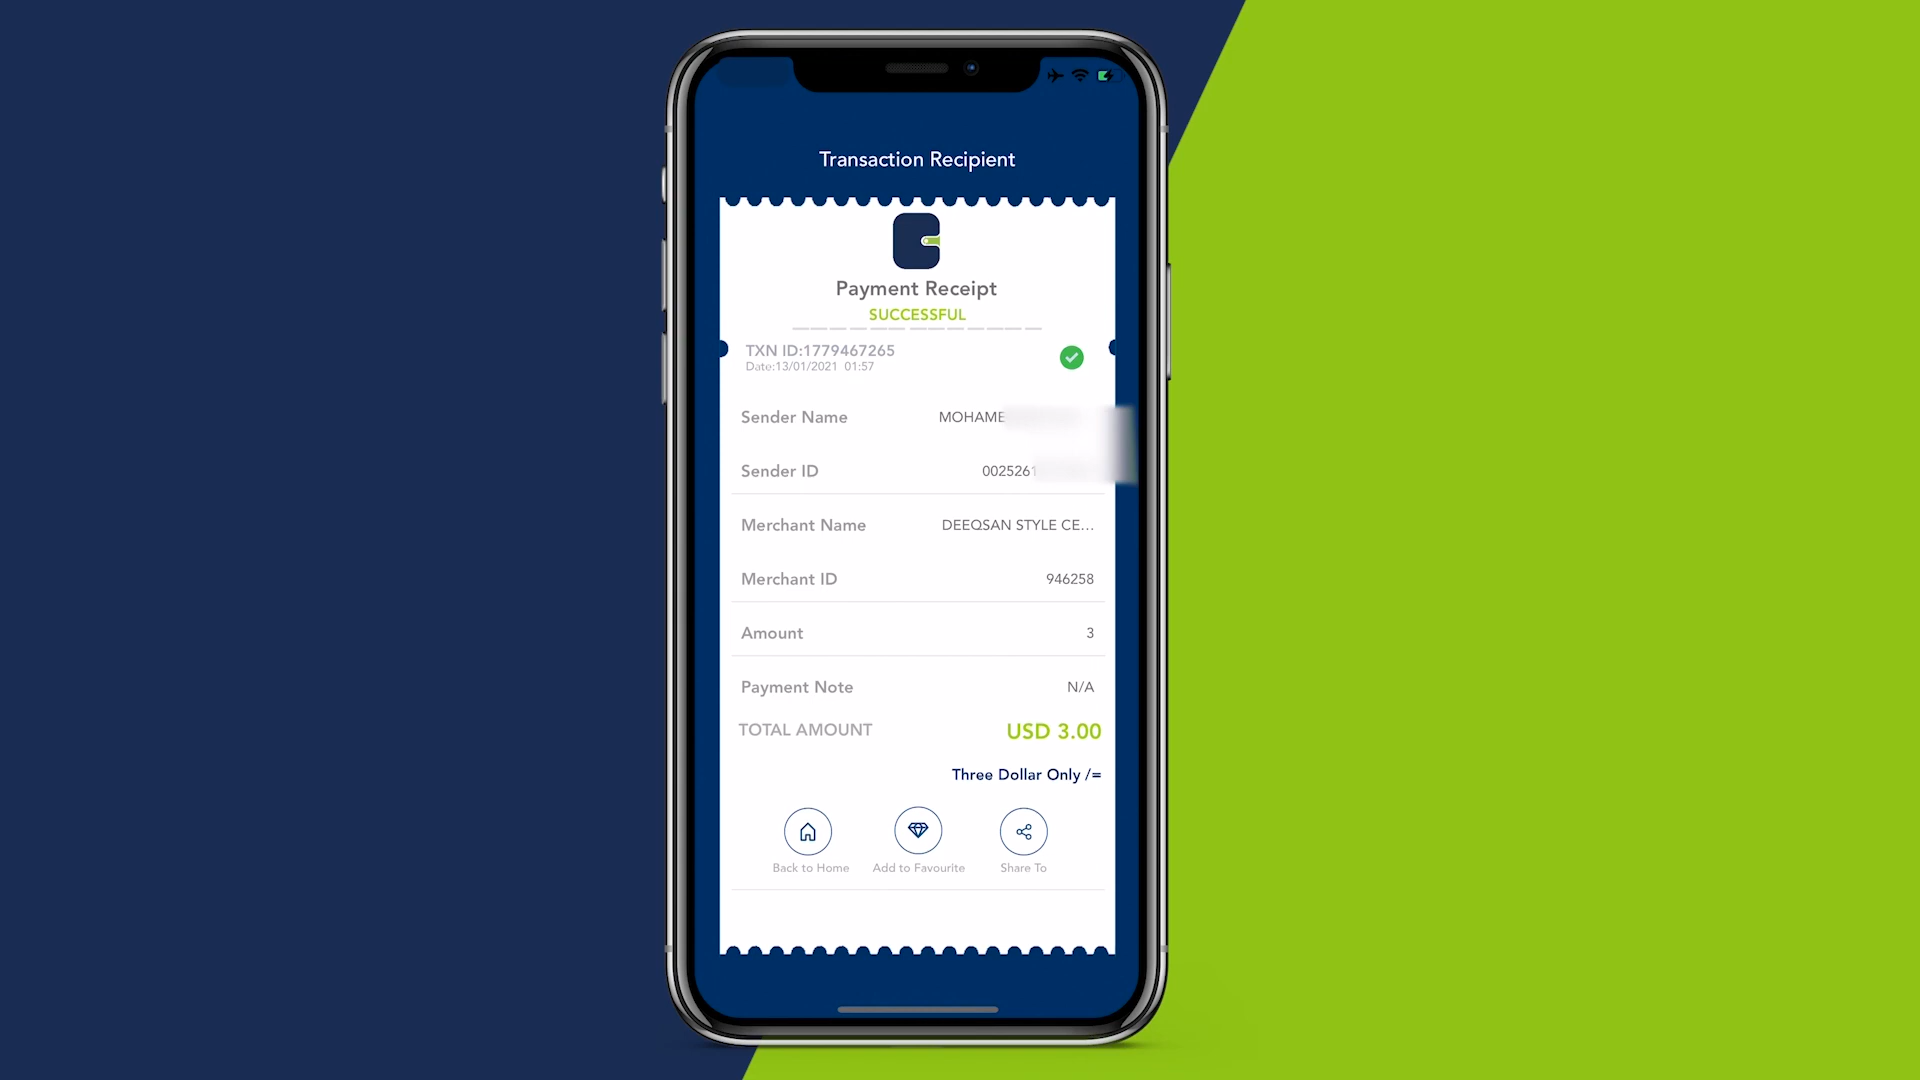 Transaction Recipient
Payment Receipt
SUCCESSFUL
TXN ID:1779467265
Date:13/01/2021 01:57
Sender Name MOHAME
Sender ID 0025261
Merchant Name DEEQSAN STYLE CE...
Merchant ID 946258
Amount 3
Payment Note N/A
TOTAL AMOUNT USD 3.00
Three Dollar Only /=
Back to Home Add to Favourite Share To